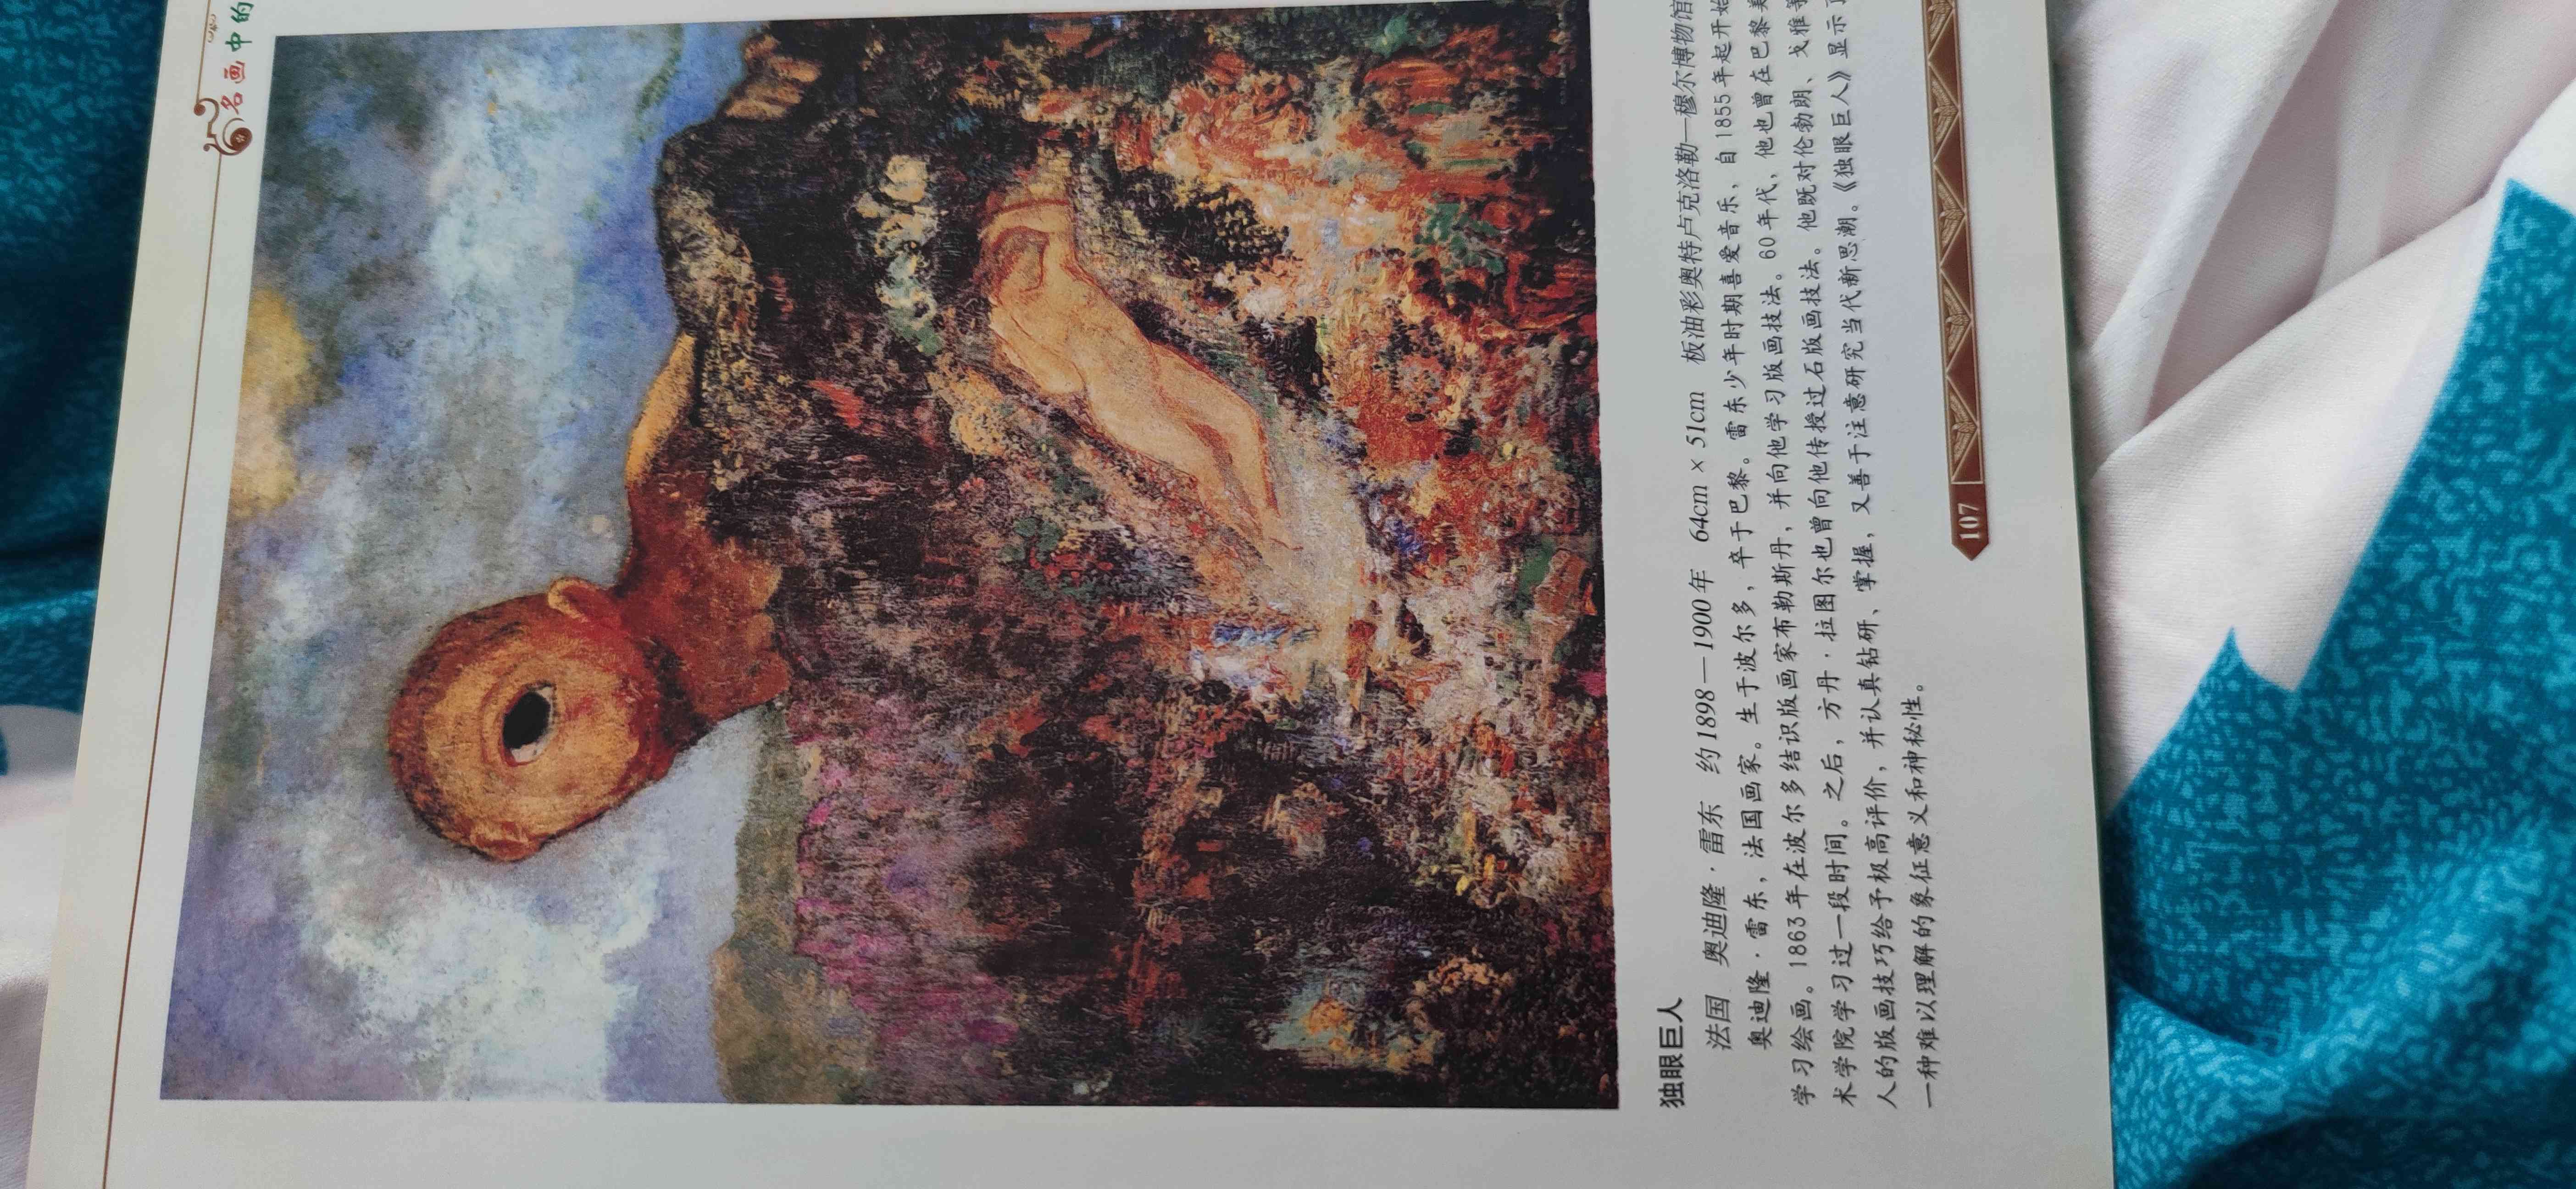 名画中的
独眼巨人
法国 奥迪隆·雷东 约1898—1900年 64cm × 51cm 板油彩奥特卢克洛勒—穆尔博物馆
奥迪隆·雷东，法国画家。生于波尔多，卒于巴黎。雷东少年时期喜爱音乐，自1855年起开始
学习绘画。1863年在波尔多结识版画家布勒斯丹，并向他学习版画技法。60年代，他也曾在巴黎美
术学院学习过一段时间。之后，方丹·拉图尔也曾向他传授过石版画技法。他既对伦勃朗、戈雅等
人的版画技巧给予极高评价，并认真钻研、掌握，又善于注意研究当代新思潮。《独眼巨人》显示了
一种难以理解的象征意义和神秘性。
107